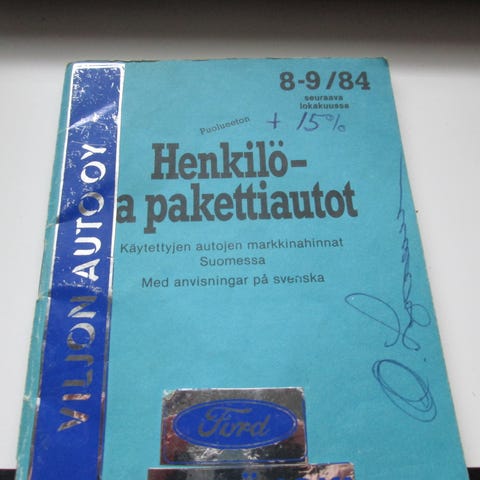 8-9/84
seuraava
lokakuussa
+ 15%
Puolueeton
Henkilö-
a pakettiautot
Käytettyjen autojen markkinahinnat
Suomessa
Med anvisningar på svenska
VILJON AUTO OY
Ford